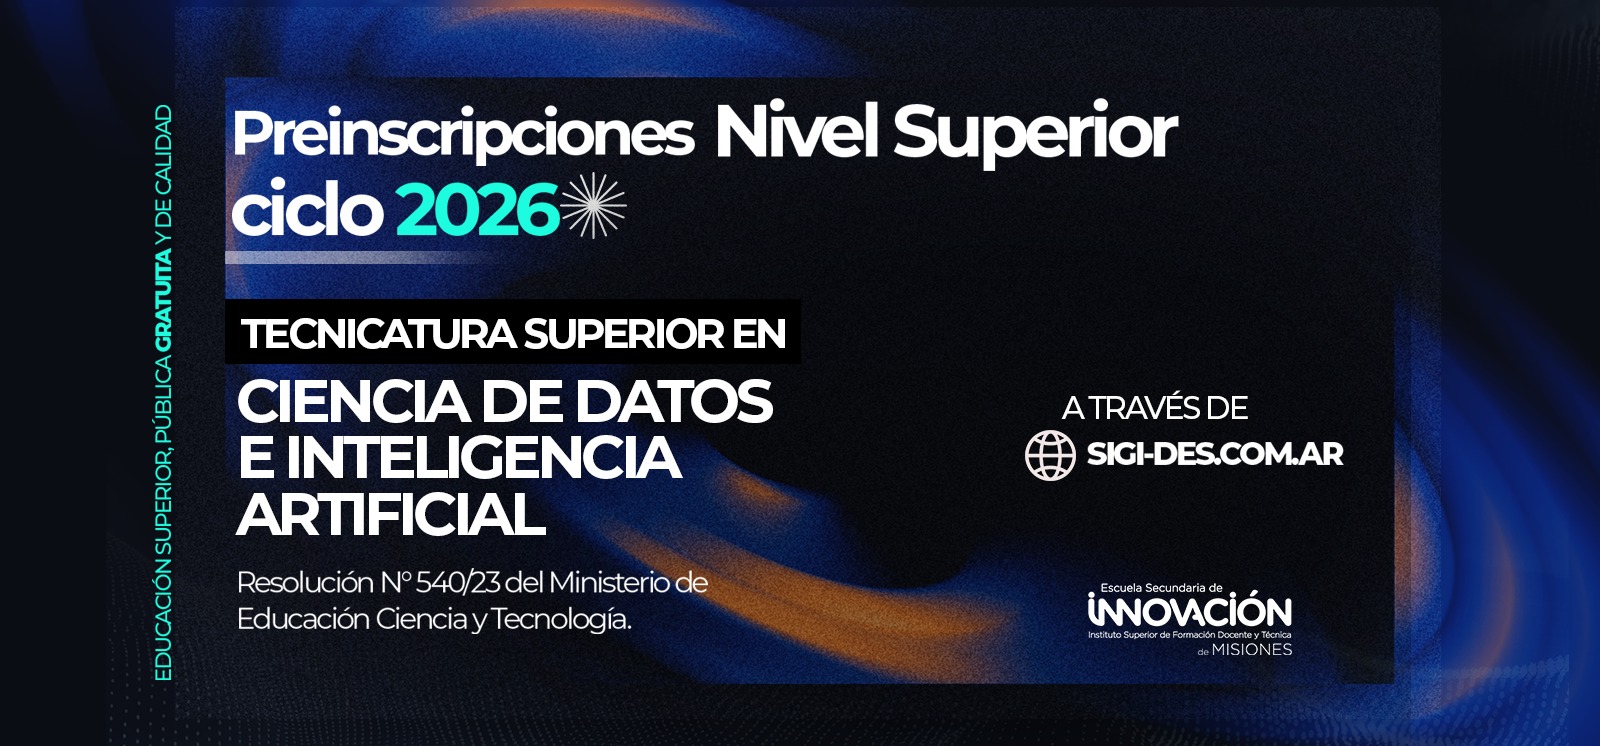 EDUCACIÓN SUPERIOR, PÚBLICA GRATUITA Y DE CALIDAD
Preinscripciones Nivel Superior
ciclo 2026
TECNICATURA SUPERIOR EN
CIENCIA DE DATOS
E INTELIGENCIA
ARTIFICIAL
Resolución N° 540/23 del Ministerio de
Educación Ciencia y Tecnología.
A TRAVÉS DE
SIGI-DES.COM.AR
Escuela Secundaria de
INNOVACIÓN
Instituto Superior de Formación Docente y Técnica
de MISIONES